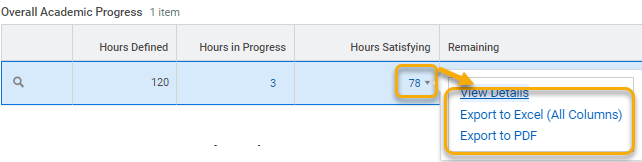 Overall Academic Progress 1 item
Hours Defined Hours in Progress Hours Satisfying Remaining
120 3 78
View Details
Export to Excel (All Columns)
Export to PDF